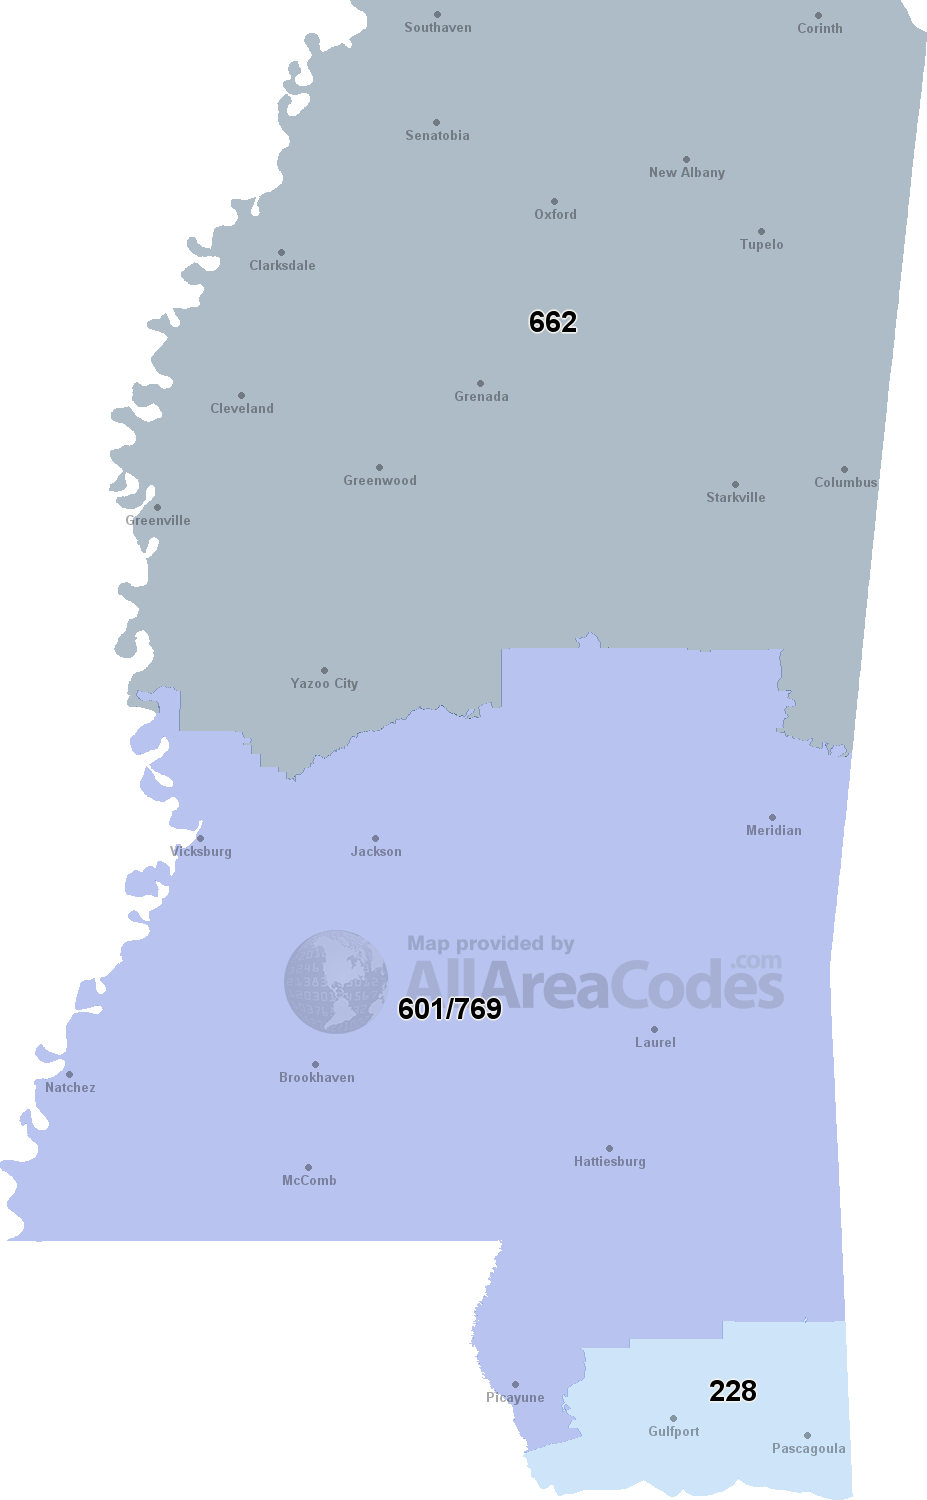 Southaven
Corinth
Senatobia
New Albany
Oxford
Tupelo
Clarksdale
662
Grenada
Cleveland
Greenwood
Columbus
Starkville
Greenville
Yazoo City
Meridian
Vicksburg
Jackson
Map provided by
AllAreaCodes.com
601/769
Laurel
Brookhaven
Natchez
Hattiesburg
McComb
228
Picayune
Gulfport
Pascagoula